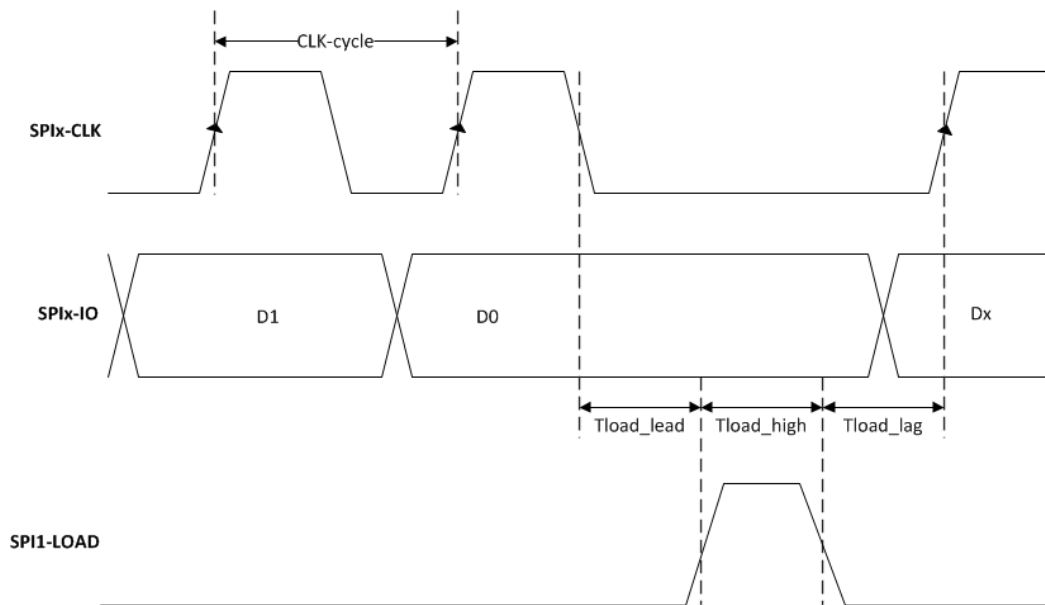 CLK-cycle
SPIx-CLK
SPIx-IO
D1
D0
Dx
Tload_lead
Tload_high
Tload_lag
SPI1-LOAD